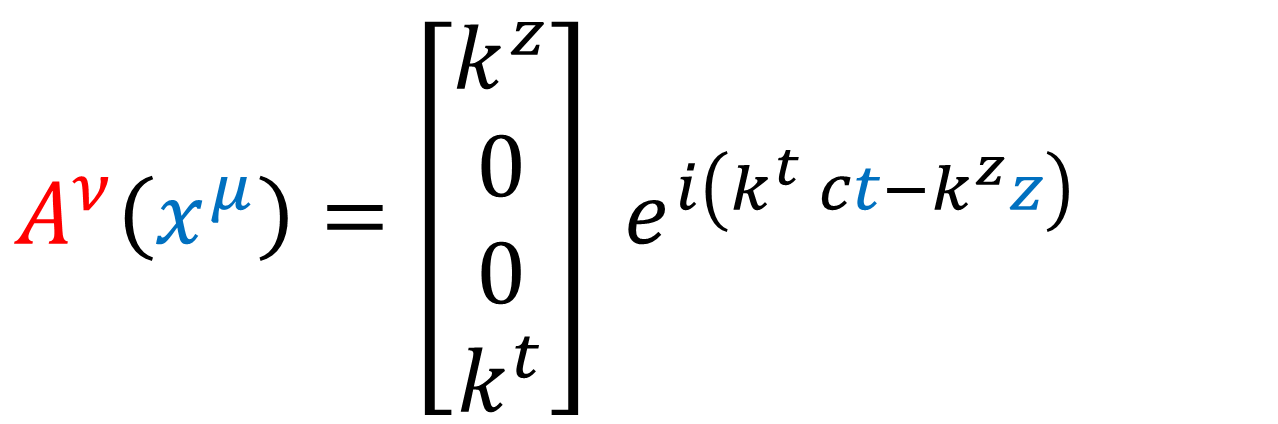 A^ν(x^μ) = [k^z 0 0 k^t] e^{i(k^t ct−k^z z)}